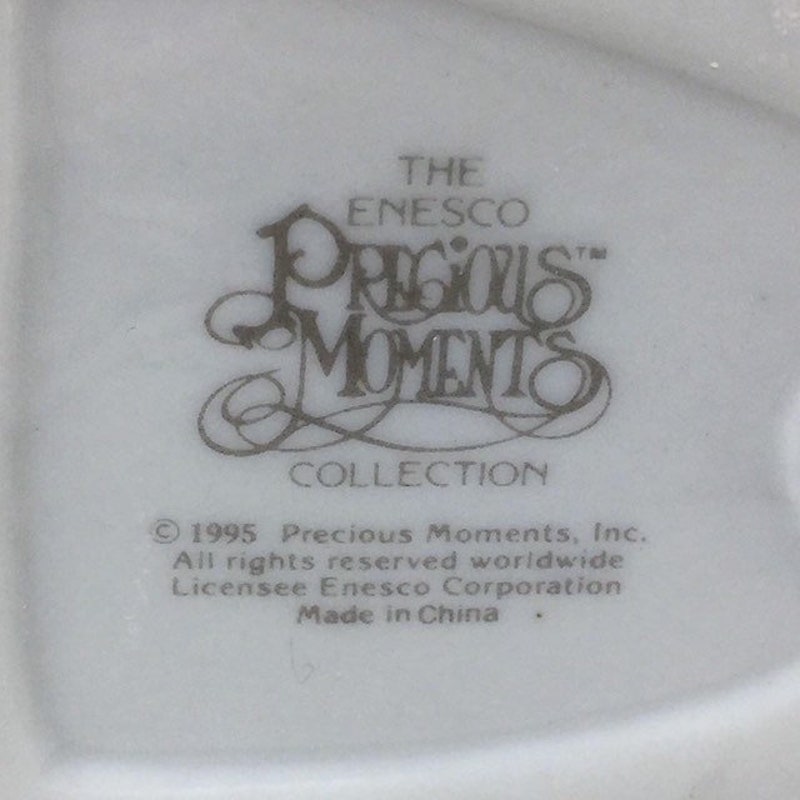 THE
ENESCO
PRECIOUS™
MOMENTS
COLLECTION
© 1995 Precious Moments, Inc.
All rights reserved worldwide
Licensee Enesco Corporation
Made in China